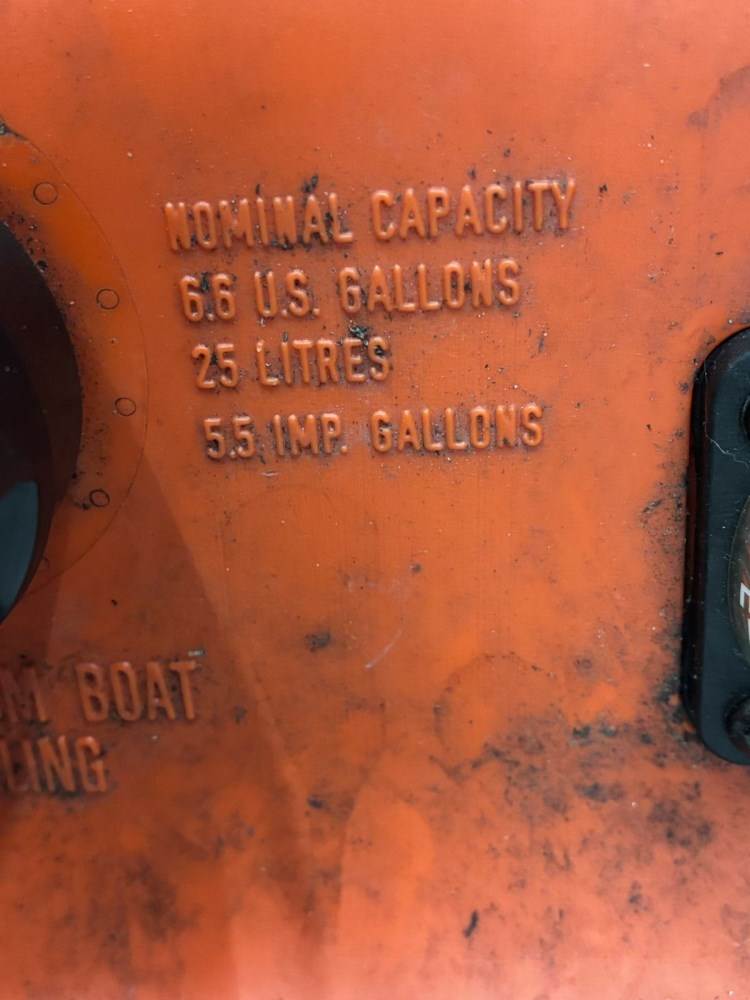 NOMINAL CAPACITY
6.6 U.S. GALLONS
25 LITRES
5.5 IMP. GALLONS
BOAT